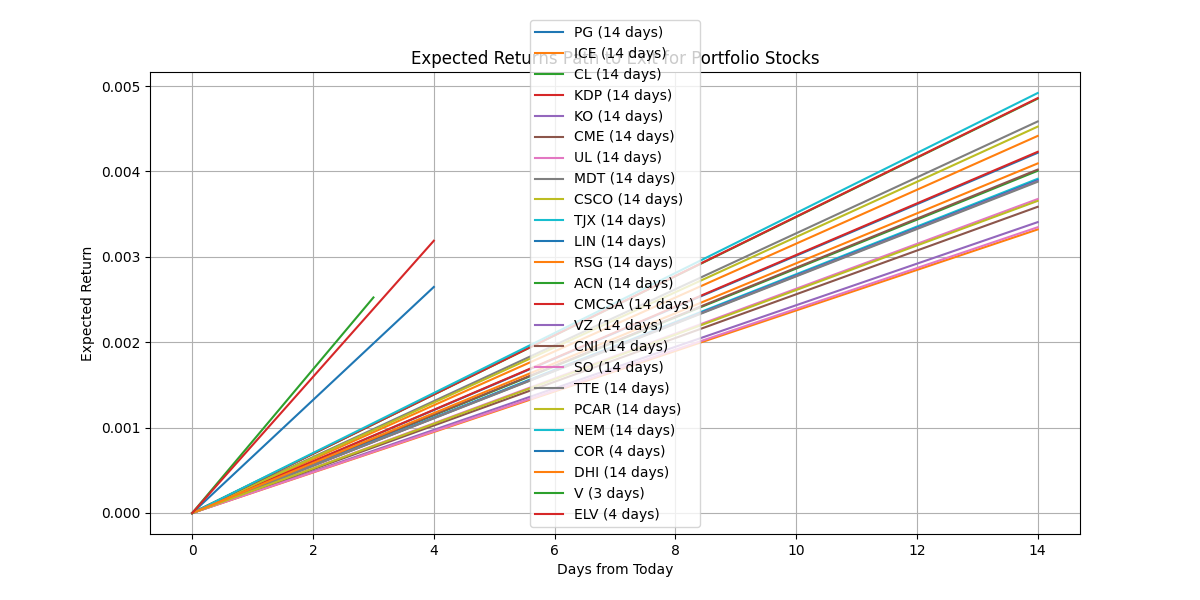 Expected Returns Path to Exit for Portfolio Stocks
PG (14 days)
ICE (14 days)
CL (14 days)
KDP (14 days)
KO (14 days)
CME (14 days)
UL (14 days)
MDT (14 days)
CSCO (14 days)
TJX (14 days)
LIN (14 days)
RSG (14 days)
ACN (14 days)
CMCSA (14 days)
VZ (14 days)
CNI (14 days)
SO (14 days)
TTE (14 days)
PCAR (14 days)
NEM (14 days)
COR (4 days)
DHI (14 days)
V (3 days)
ELV (4 days)
Expected Return
0.005
0.004
0.003
0.002
0.001
0.000
0 2 4 6 8 10 12 14
Days from Today